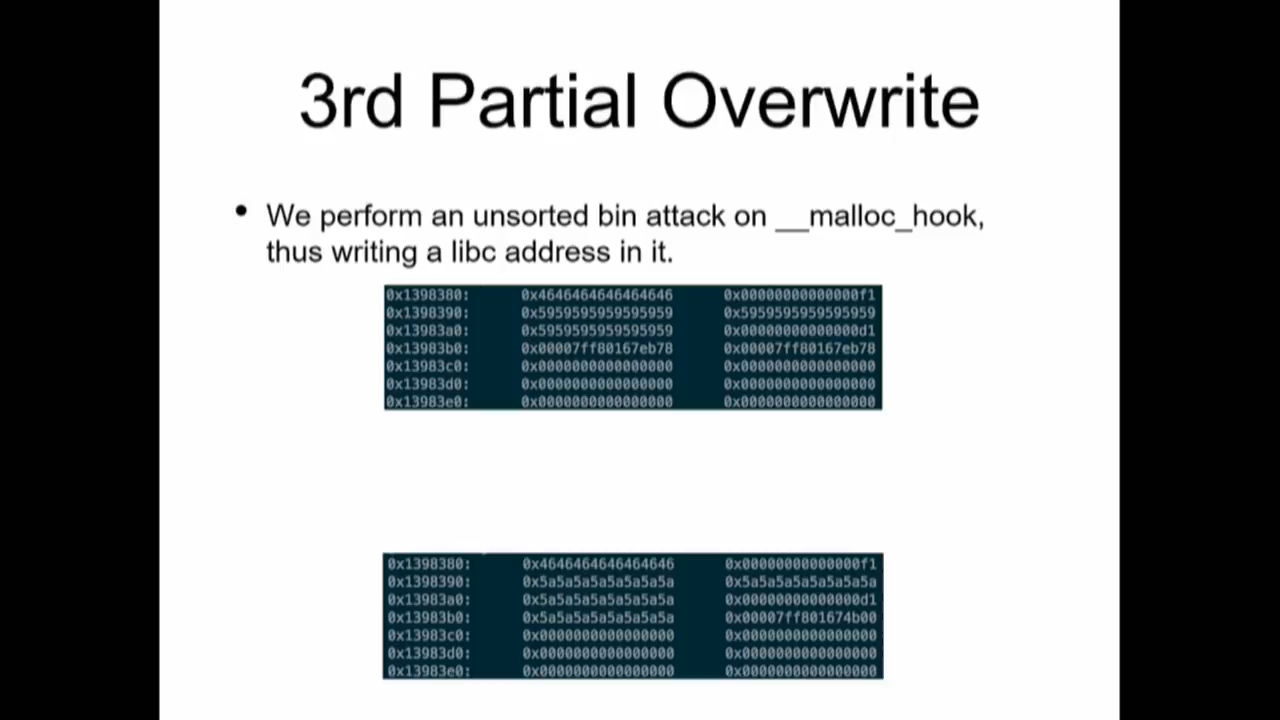 3rd Partial Overwrite
• We perform an unsorted bin attack on __malloc_hook,
thus writing a libc address in it.
0x1398380: 0x4646464646464646 0x00000000000000f1
0x1398390: 0x5959595959595959 0x5959595959595959
0x13983a0: 0x5959595959595959 0x00000000000000d1
0x13983b0: 0x00007ff80167eb78 0x00007ff80167eb78
0x13983c0: 0x0000000000000000 0x0000000000000000
0x13983d0: 0x0000000000000000 0x0000000000000000
0x13983e0: 0x0000000000000000 0x0000000000000000
0x1398380: 0x4646464646464646 0x00000000000000f1
0x1398390: 0x5a5a5a5a5a5a5a5a 0x5a5a5a5a5a5a5a5a
0x13983a0: 0x5a5a5a5a5a5a5a5a 0x00000000000000d1
0x13983b0: 0x5a5a5a5a5a5a5a5a 0x00007ff801674b00
0x13983c0: 0x0000000000000000 0x0000000000000000
0x13983d0: 0x0000000000000000 0x0000000000000000
0x13983e0: 0x0000000000000000 0x0000000000000000